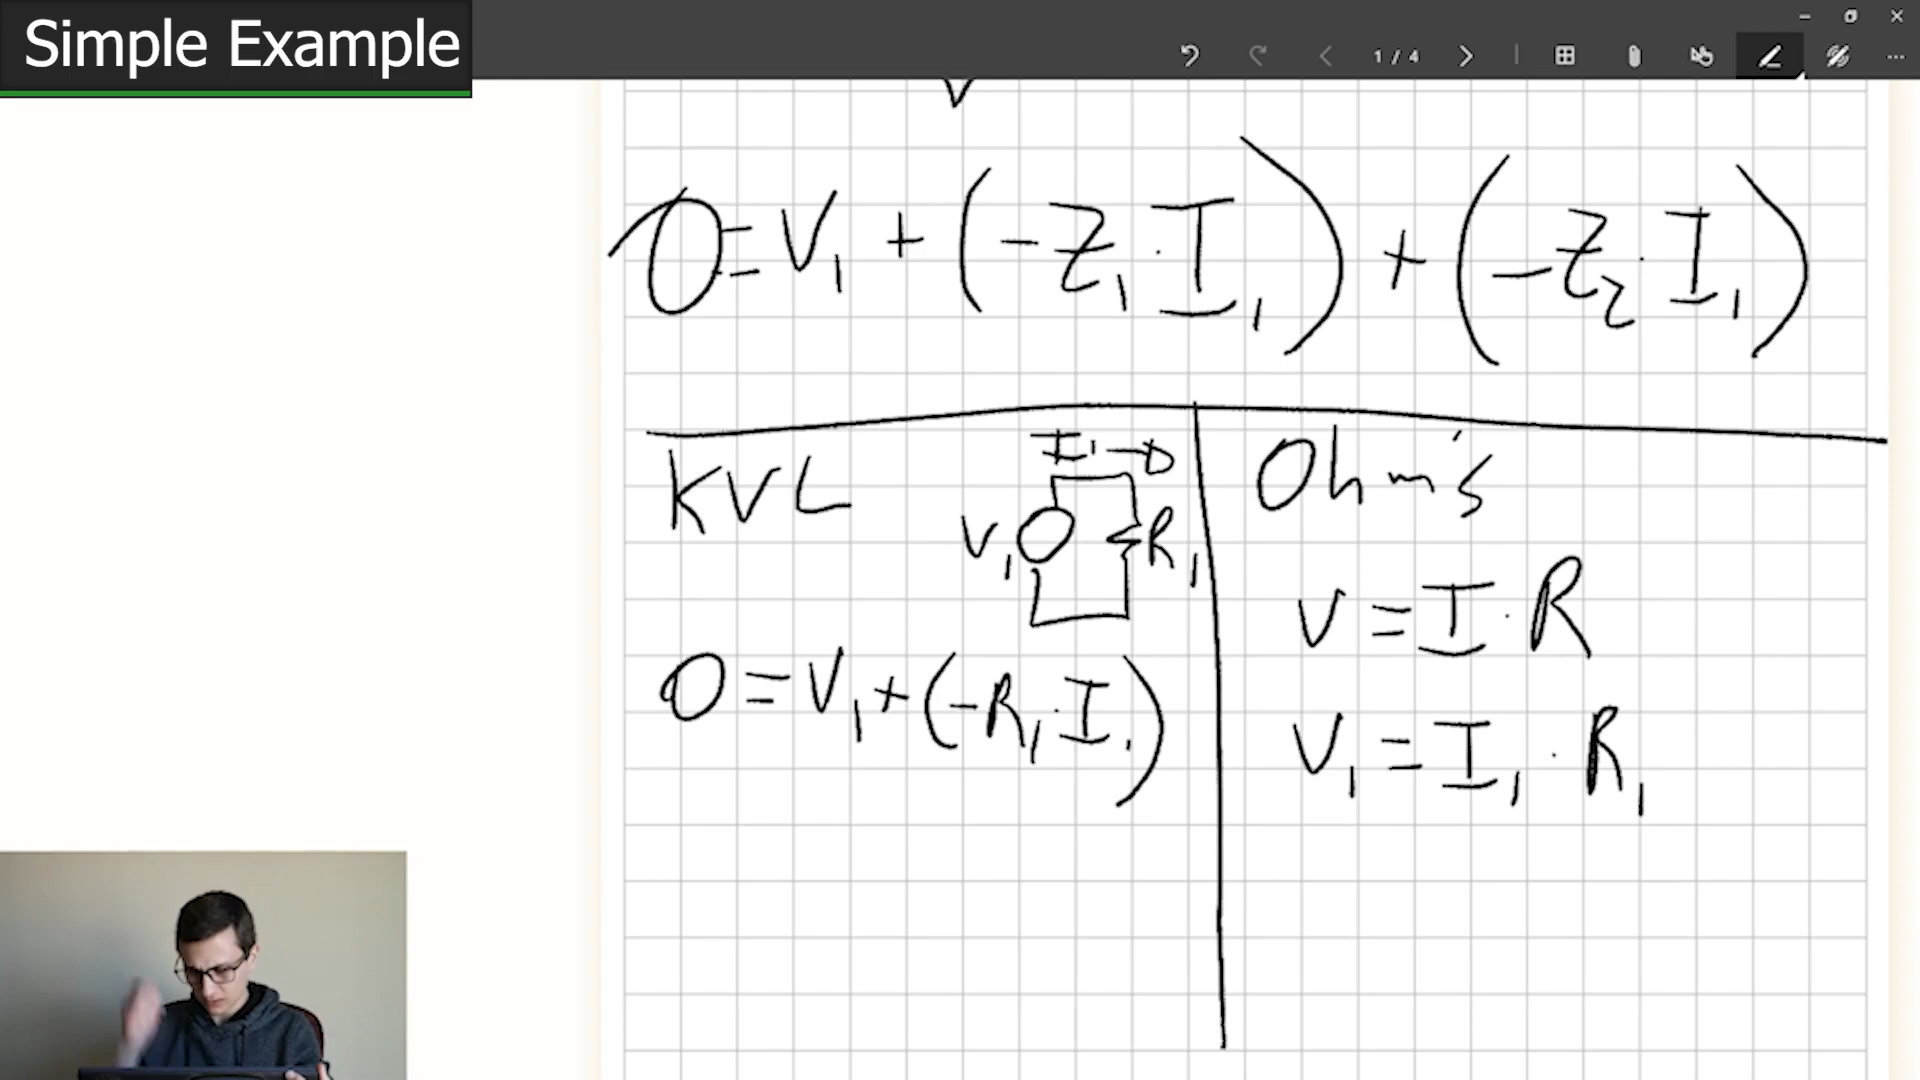 Simple Example
1 / 4
0 = V₁ + (-Z₁·I₁) + (-Z₂·I₁)
KVL
I₁
V₁
R₁
0 = V₁ + (-R₁·I₁)
Ohm's
V = I·R
V₁ = I₁·R₁